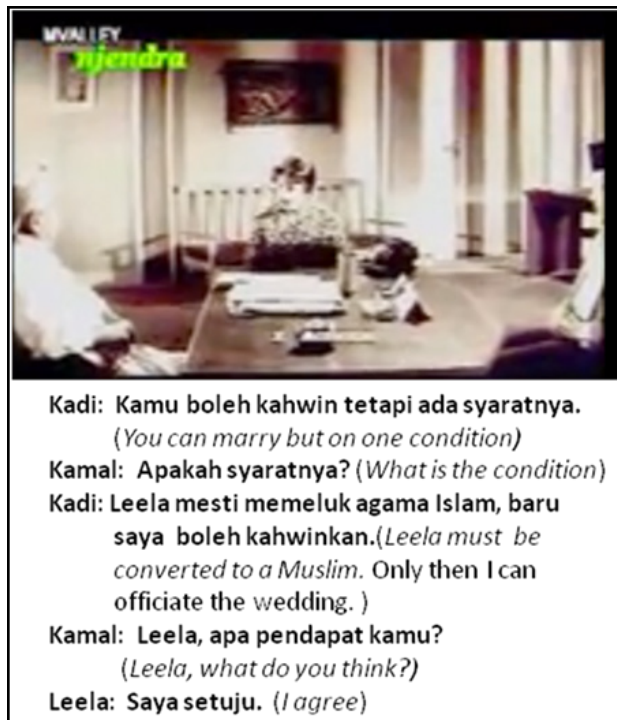 MVALLEY
njendra
Kadi: Kamu boleh kahwin tetapi ada syaratnya.
(You can marry but on one condition)
Kamal: Apakah syaratnya? (What is the condition)
Kadi: Leela mesti memeluk agama Islam, baru
saya boleh kahwinkan.(Leela must be
converted to a Muslim. Only then I can
officiate the wedding. )
Kamal: Leela, apa pendapat kamu?
(Leela, what do you think?)
Leela: Saya setuju. (I agree)